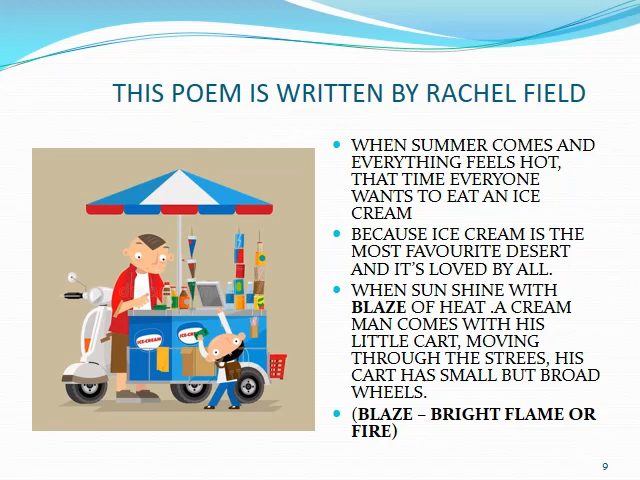 THIS POEM IS WRITTEN BY RACHEL FIELD
WHEN SUMMER COMES AND
EVERYTHING FEELS HOT,
THAT TIME EVERYONE
WANTS TO EAT AN ICE
CREAM
BECAUSE ICE CREAM IS THE
MOST FAVOURITE DESERT
AND IT'S LOVED BY ALL.
WHEN SUN SHINE WITH
BLAZE OF HEAT .A CREAM
MAN COMES WITH HIS
LITTLE CART, MOVING
THROUGH THE STREES, HIS
CART HAS SMALL BUT BROAD
WHEELS.
(BLAZE – BRIGHT FLAME OR
FIRE)
ICE-CREAM
9